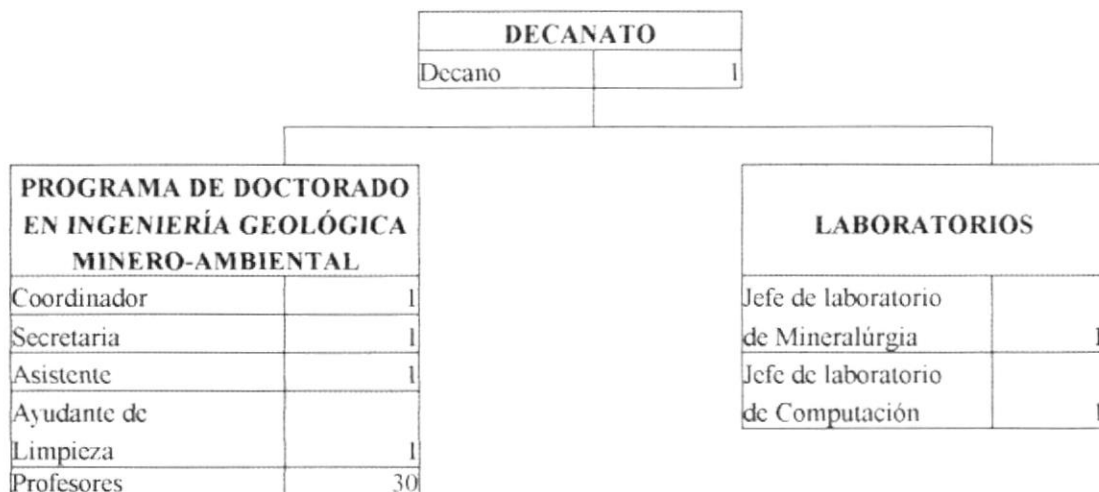 DECANATO
Decano 1
PROGRAMA DE DOCTORADO
EN INGENIERÍA GEOLÓGICA
MINERO-AMBIENTAL
Coordinador 1
Secretaria 1
Asistente 1
Ayudante de
Limpieza 1
Profesores 30
LABORATORIOS
Jefe de laboratorio
de Mineralúrgia 1
Jefe de laboratorio
de Computación 1